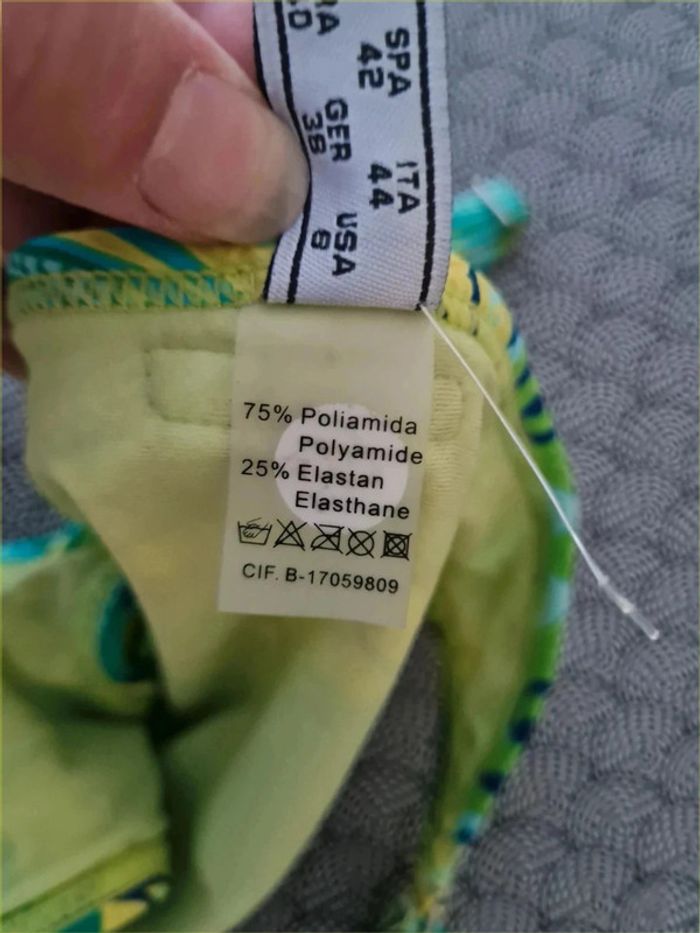 SPA
42
ITA
44
GER
38
USA
8
75% Poliamida
Polyamide
25% Elastan
Elasthane
CIF. B-17059809